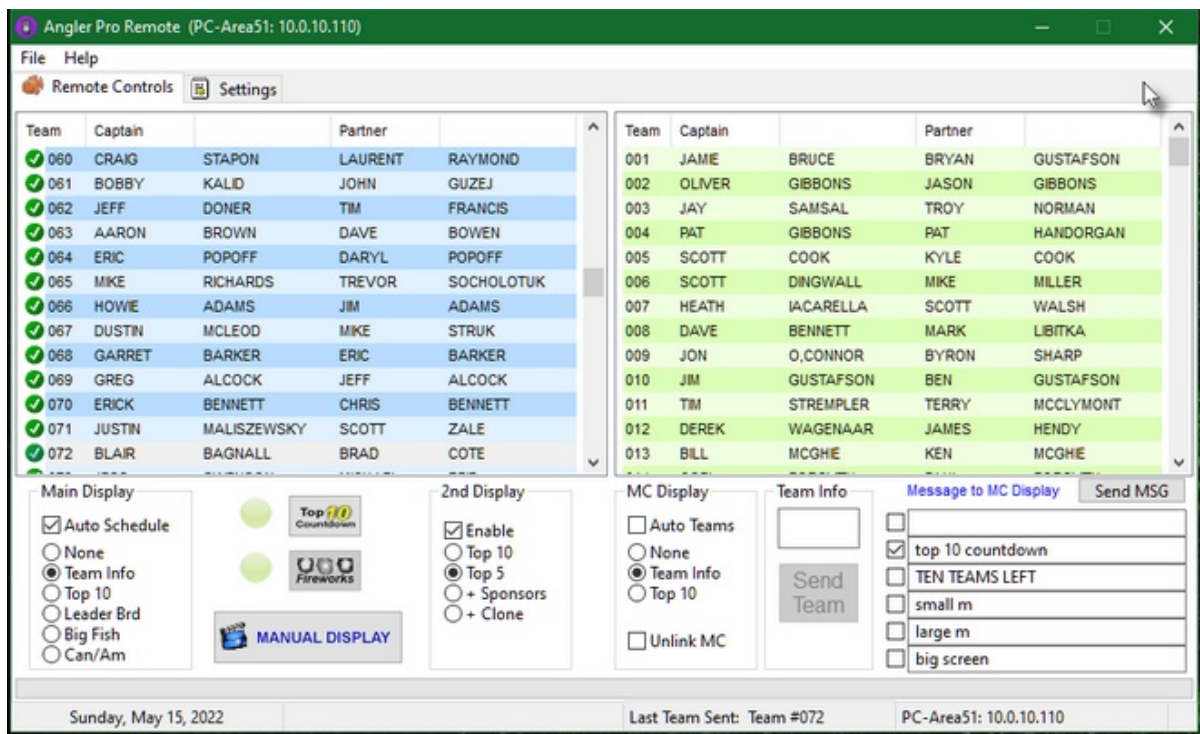 Angler Pro Remote (PC-Area51: 10.0.10.110)
File Help
Remote Controls Settings
Team Captain Partner
060 CRAIG STAPON LAURENT RAYMOND
061 BOBBY KALID JOHN GUZEJ
062 JEFF DONER TIM FRANCIS
063 AARON BROWN DAVE BOWEN
064 ERIC POPOFF DARYL POPOFF
065 MIKE RICHARDS TREVOR SOCHOLOTUK
066 HOWIE ADAMS JIM ADAMS
067 DUSTIN MCLEOD MIKE STRUK
068 GARRET BARKER ERIC BARKER
069 GREG ALCOCK JEFF ALCOCK
070 ERICK BENNETT CHRIS BENNETT
071 JUSTIN MALISZEWSKY SCOTT ZALE
072 BLAIR BAGNALL BRAD COTE
Team Captain Partner
001 JAMIE BRUCE BRYAN GUSTAFSON
002 OLIVER GIBBONS JASON GIBBONS
003 JAY SAMSAL TROY NORMAN
004 PAT GIBBONS PAT HANDORGAN
005 SCOTT COOK KYLE COOK
006 SCOTT DINGWALL MIKE MILLER
007 HEATH IACARELLA SCOTT WALSH
008 DAVE BENNETT MARK LIBITKA
009 JON O,CONNOR BYRON SHARP
010 JIM GUSTAFSON BEN GUSTAFSON
011 TIM STREMPLER TERRY MCCLYMONT
012 DEREK WAGENAAR JAMES HENDY
013 BILL MCGHIE KEN MCGHIE
Main Display
Auto Schedule
None
Team Info
Top 10
Leader Brd
Big Fish
Can/Am
Top 10
Countdown
Fireworks
MANUAL DISPLAY
2nd Display
Enable
Top 10
Top 5
+ Sponsors
+ Clone
MC Display
Auto Teams
None
Team Info
Top 10
Unlink MC
Team Info
Send
Team
Message to MC Display Send MSG
top 10 countdown
TEN TEAMS LEFT
small m
large m
big screen
Sunday, May 15, 2022 Last Team Sent: Team #072 PC-Area51: 10.0.10.110